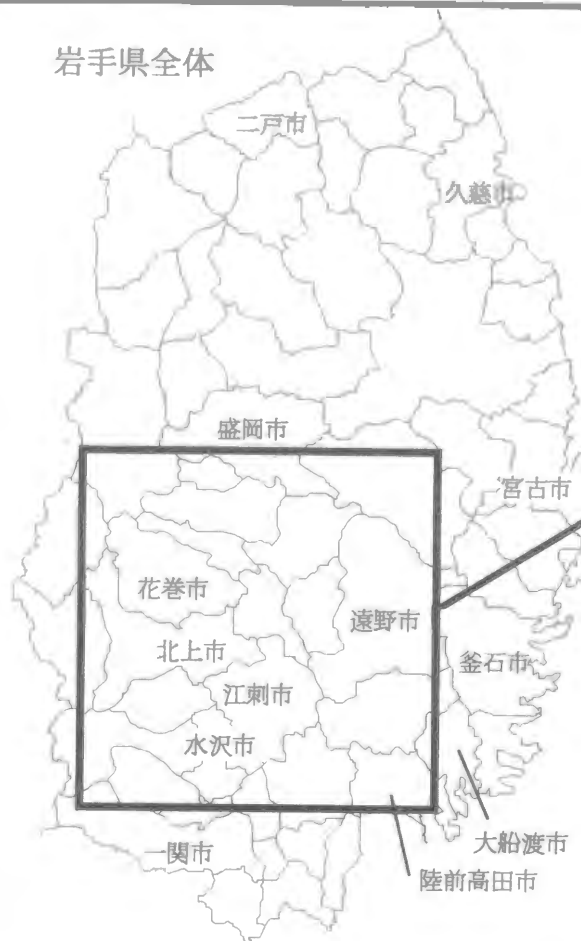 岩手県全体
二戸市
久慈市
盛岡市
宮古市
花巻市
遠野市
北上市
釜石市
江刺市
水沢市
大船渡市
一関市
陸前高田市